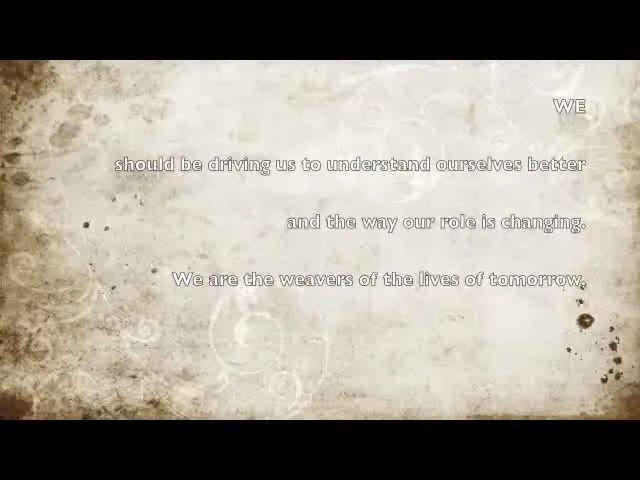 WE
should be driving us to understand ourselves better
and the way our role is changing.
We are the weavers of the lives of tomorrow,